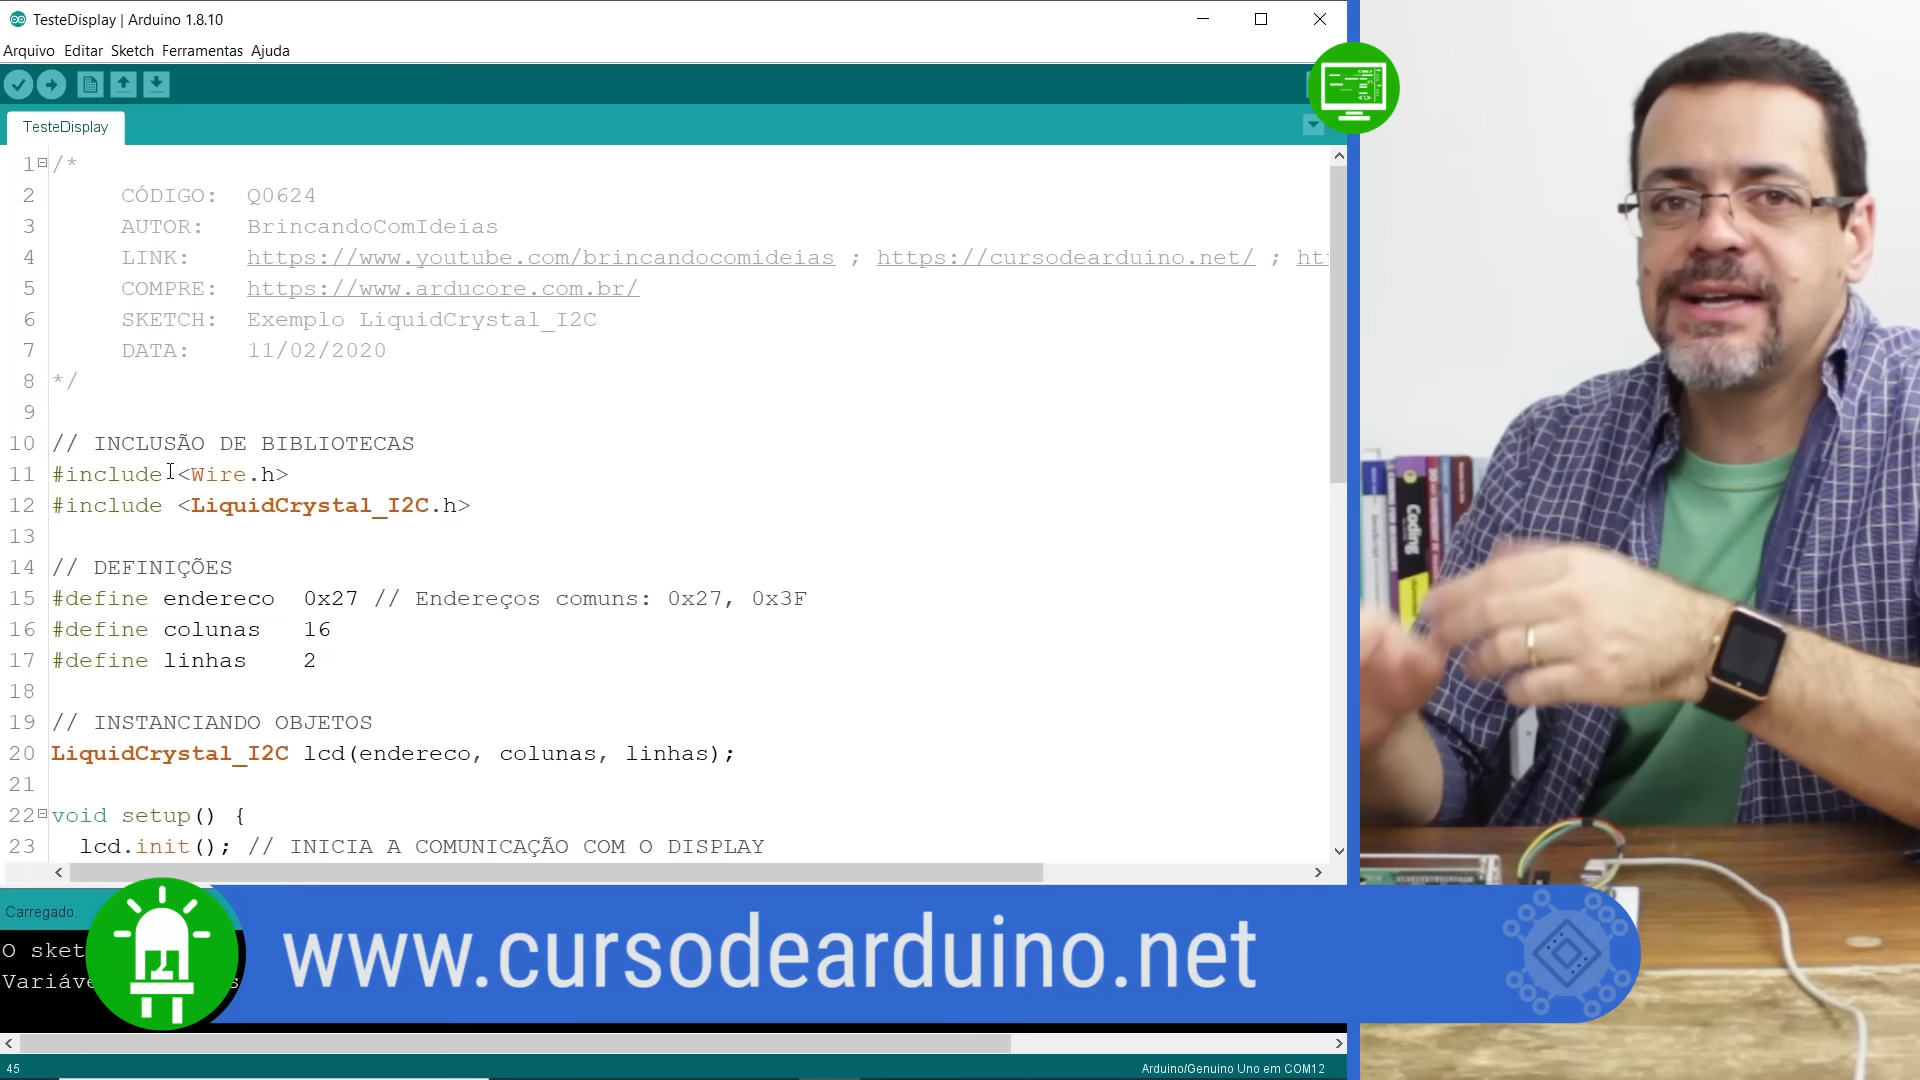 TesteDisplay | Arduino 1.8.10
Arquivo Editar Sketch Ferramentas Ajuda
TesteDisplay
1 /*
2 CÓDIGO: Q0624
3 AUTOR: BrincandoComIdeias
4 LINK: https://www.youtube.com/brincandocomideias ; https://cursodearduino.net/ ;
5 COMPRE: https://www.arducore.com.br/
6 SKETCH: Exemplo LiquidCrystal_I2C
7 DATA: 11/02/2020
8 */
9
10 // INCLUSÃO DE BIBLIOTECAS
11 #include <Wire.h>
12 #include <LiquidCrystal_I2C.h>
13
14 // DEFINIÇÕES
15 #define endereco 0x27 // Endereços comuns: 0x27, 0x3F
16 #define colunas 16
17 #define linhas 2
18
19 // INSTANCIANDO OBJETOS
20 LiquidCrystal_I2C lcd(endereco, colunas, linhas);
21
22 void setup() {
23 lcd.init(); // INICIA A COMUNICAÇÃO COM O DISPLAY
Carregado.
O
www.cursodearduino.net
45
Arduino/Genuino Uno em COM12
Coding